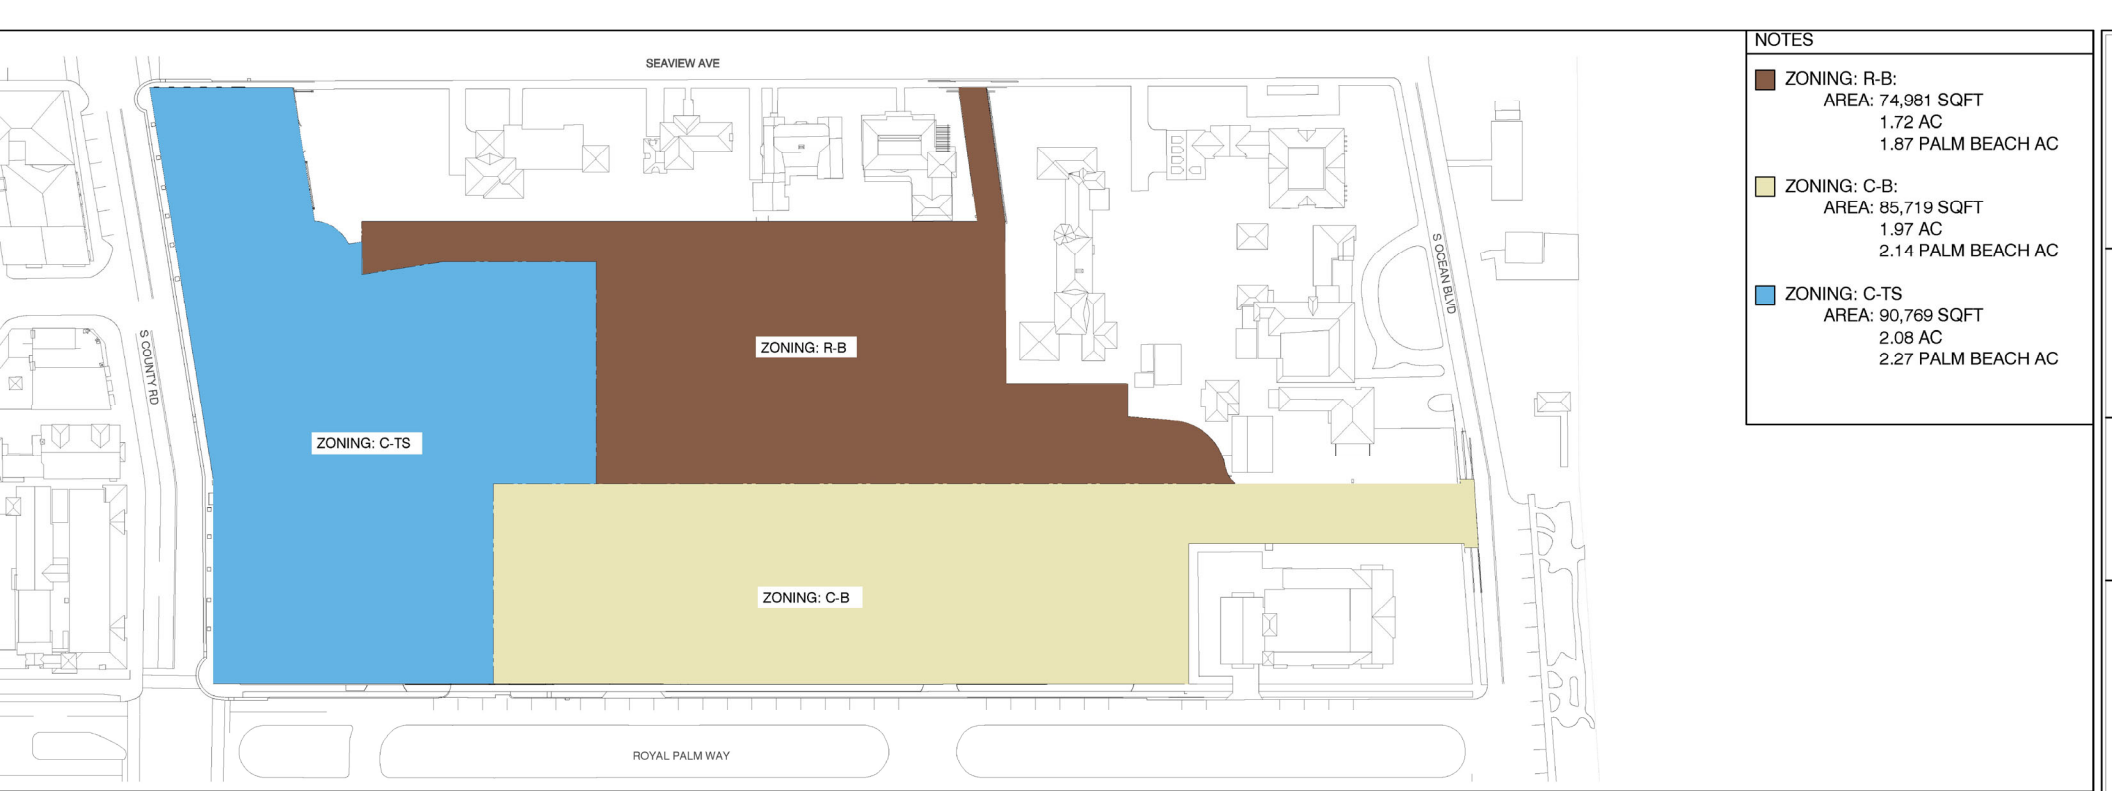 NOTES
SEAVIEW AVE
ZONING: R-B:
AREA: 74,981 SQFT
1.72 AC
1.87 PALM BEACH AC
ZONING: C-B:
AREA: 85,719 SQFT
1.97 AC
2.14 PALM BEACH AC
ZONING: C-TS
AREA: 90,769 SQFT
2.08 AC
2.27 PALM BEACH AC
S OCEAN BLVD
S COUNTY RD
ZONING: R-B
ZONING: C-TS
ZONING: C-B
ROYAL PALM WAY